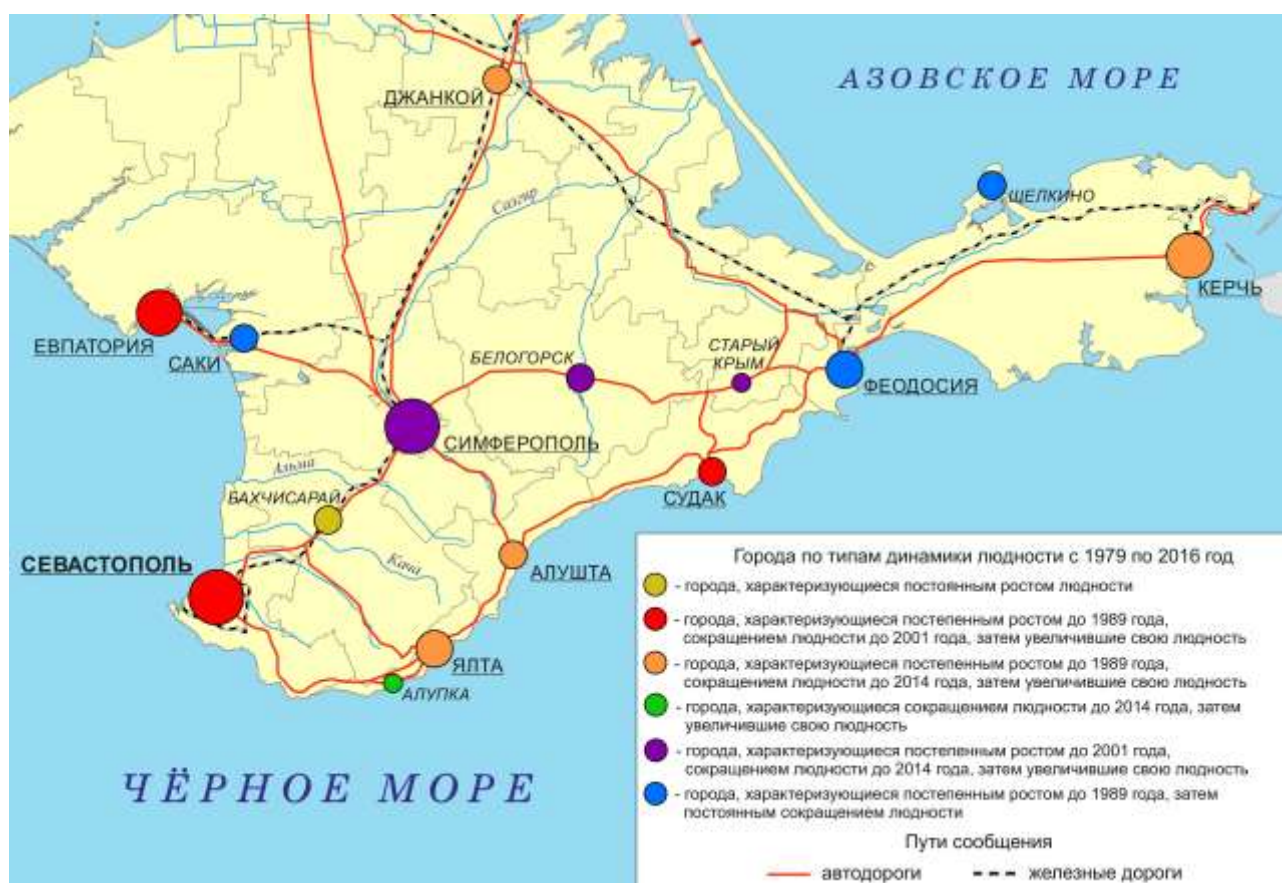 АЗОВСКОЕ МОРЕ
ДЖАНКОЙ
Салгир
ЩЕЛКИНО
КЕРЧЬ
ЕВПАТОРИЯ
САКИ
БЕЛОГОРСК
СТАРЫЙ
КРЫМ
ФЕОДОСИЯ
СИМФЕРОПОЛЬ
Альма
СУДАК
БАХЧИСАРАЙ
СЕВАСТОПОЛЬ
Кача
АЛУШТА
ЯЛТА
АЛУПКА
ЧЁРНОЕ МОРЕ
Города по типам динамики людности с 1979 по 2016 год
- города, характеризующиеся постоянным ростом людности
- города, характеризующиеся постепенным ростом до 1989 года,
сокращением людности до 2001 года, затем увеличившие свою людность
- города, характеризующиеся постепенным ростом до 1989 года,
сокращением людности до 2014 года, затем увеличившие свою людность
- города, характеризующиеся сокращением людности до 2014 года, затем
увеличившие свою людность
- города, характеризующиеся постепенным ростом до 2001 года,
сокращением людности до 2014 года, затем увеличившие свою людность
- города, характеризующиеся постепенным ростом до 1989 года, затем
постоянным сокращением людности
Пути сообщения
автодороги
железные дороги